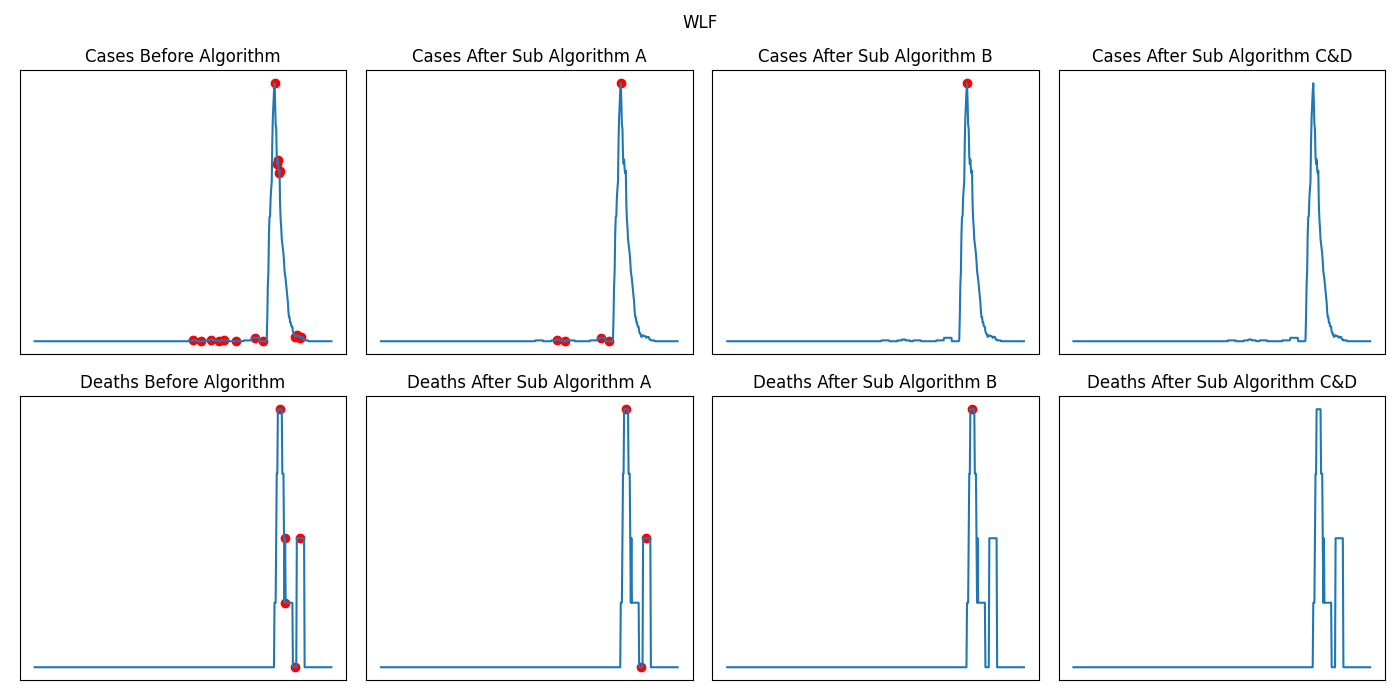 WLF
Cases Before Algorithm
Cases After Sub Algorithm A
Cases After Sub Algorithm B
Cases After Sub Algorithm C&D
Deaths Before Algorithm
Deaths After Sub Algorithm A
Deaths After Sub Algorithm B
Deaths After Sub Algorithm C&D